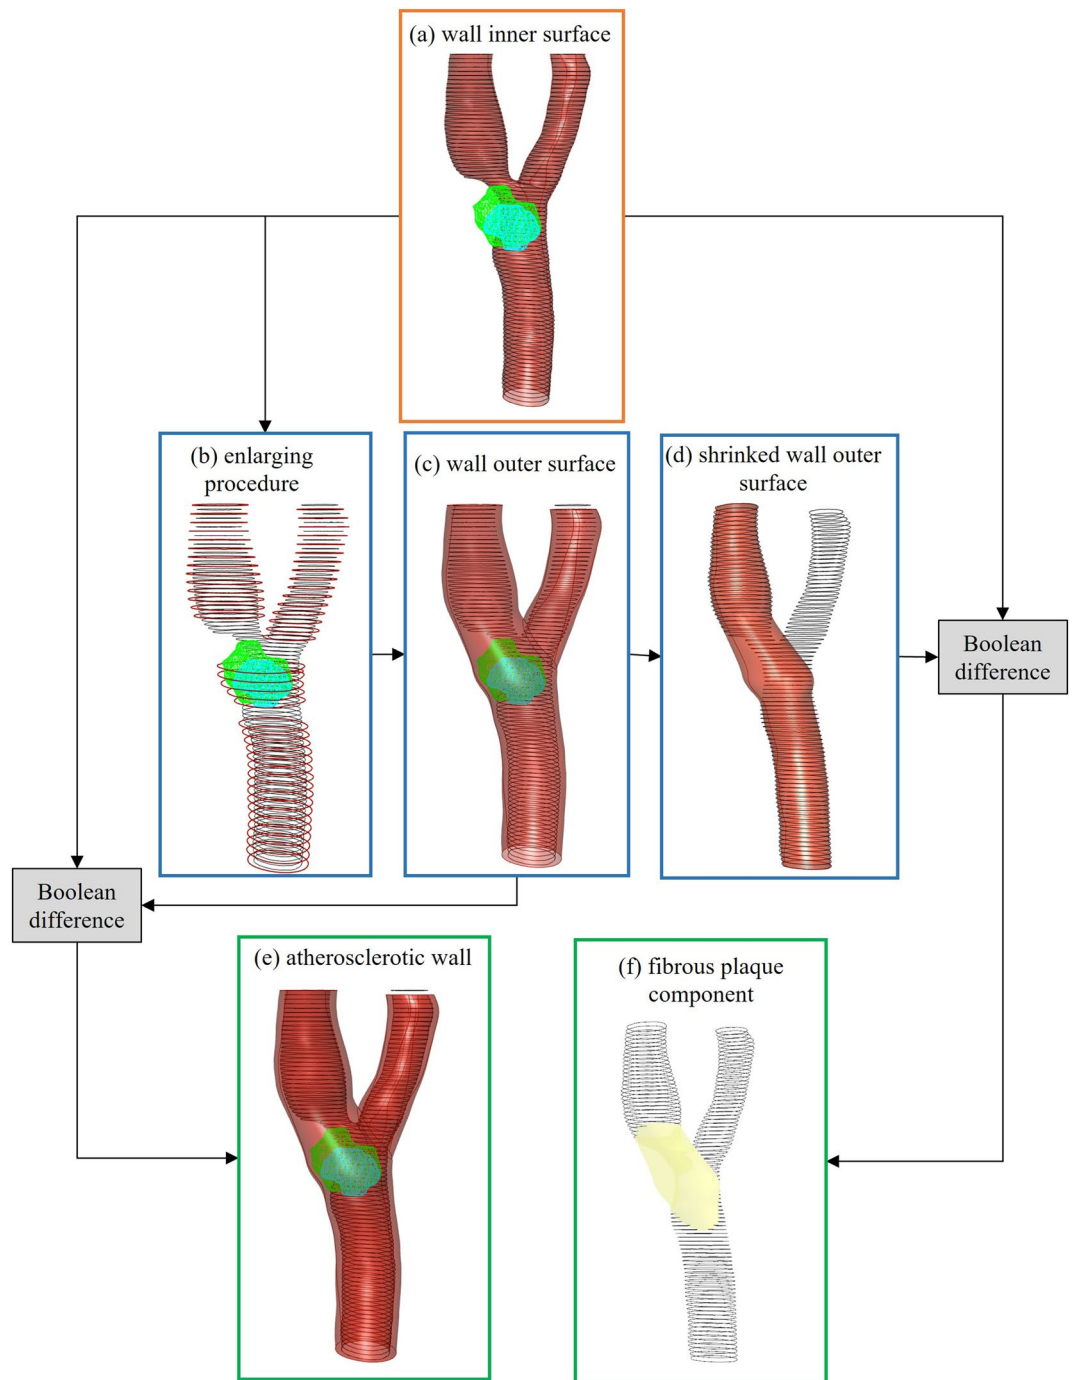 (a) wall inner surface
(b) enlarging
procedure
(c) wall outer surface
(d) shrinked wall outer
surface
Boolean
difference
Boolean
difference
(e) atherosclerotic wall
(f) fibrous plaque
component